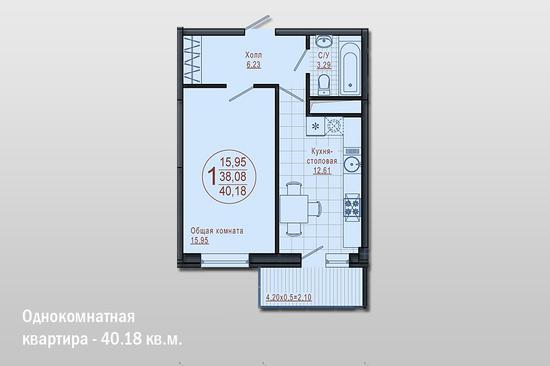 Холл
6.23
С/У
3.29
Кухня-
столовая
12.61
15,95
1 38,08
40,18
Общая комната
15.95
4.20x0.5=2.10
Однокомнатная
квартира - 40.18 кв.м.